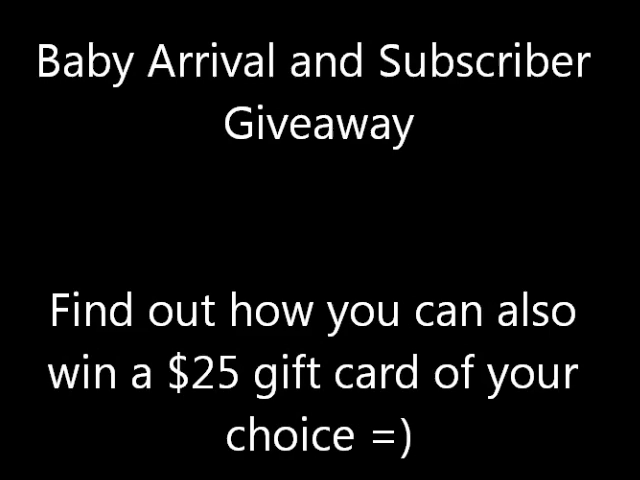 Baby Arrival and Subscriber
Giveaway
Find out how you can also
win a $25 gift card of your
choice =)